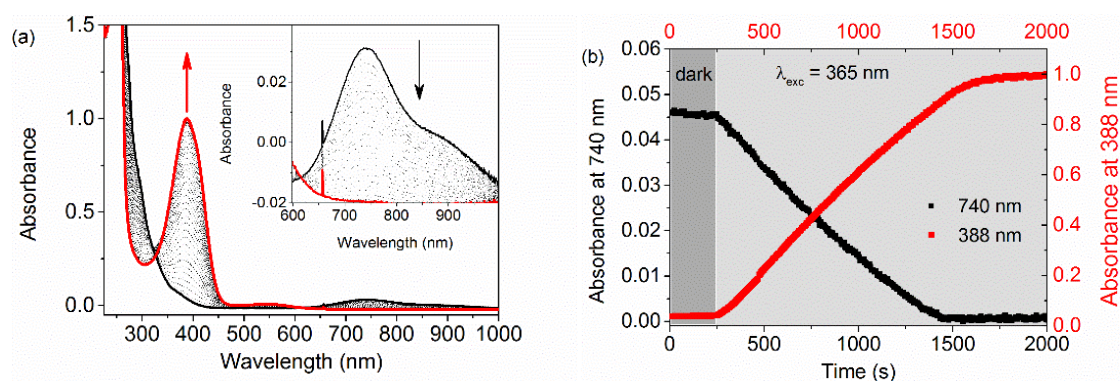 (a)
1.5
1.0
0.5
0.0
Absorbance
300 400 500 600 700 800 900 1000
Wavelength (nm)
0.02
0.00
-0.02
Absorbance
600 700 800 900
Wavelength (nm)
(b)
0 500 1000 1500 2000
0.06
0.05
0.04
0.03
0.02
0.01
0.00
Absorbance at 740 nm
dark
λexc = 365 nm
740 nm
388 nm
1.0
0.8
0.6
0.4
0.2
0.0
Absorbance at 388 nm
0 500 1000 1500 2000
Time (s)